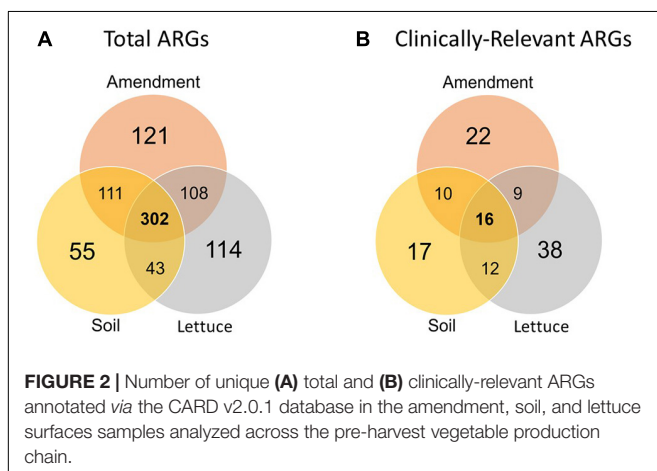 A Total ARGs
B Clinically-Relevant ARGs
Amendment
Amendment
121
22
111
108
10
9
302
16
55
114
17
38
43
12
Soil
Lettuce
Soil
Lettuce
FIGURE 2 | Number of unique (A) total and (B) clinically-relevant ARGs
annotated via the CARD v2.0.1 database in the amendment, soil, and lettuce
surfaces samples analyzed across the pre-harvest vegetable production
chain.